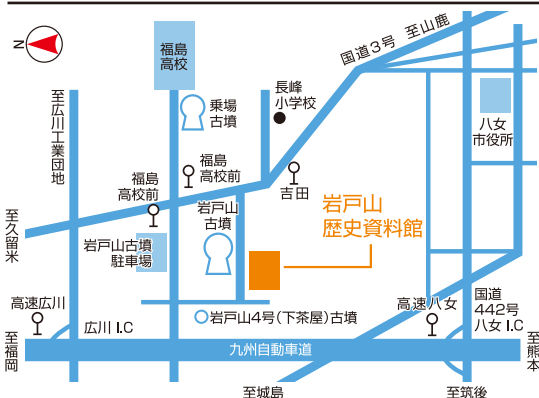 N
国道3号 至山鹿
福島
高校
乗場
古墳
長峰
小学校
八女
市役所
至広川工業団地
福島
高校前
福島
高校前
吉田
岩戸山
古墳
岩戸山
歴史資料館
至久留米
岩戸山古墳
駐車場
高速広川
広川 I.C
岩戸山4号(下茶屋)古墳
高速八女
国道
442号
八女 I.C
至福岡
九州自動車道
至熊本
至城島
至筑後